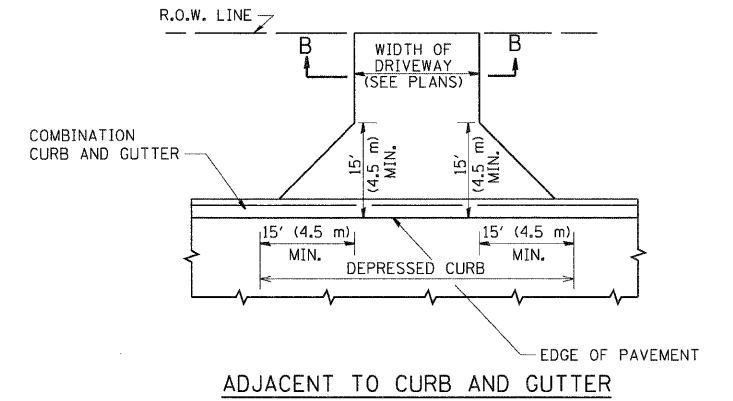 R.O.W. LINE
B
B
WIDTH OF
DRIVEWAY
(SEE PLANS)
COMBINATION
CURB AND GUTTER
15'
(4.5 m)
MIN.
15'
(4.5 m)
MIN.
15' (4.5 m)
MIN.
15' (4.5 m)
MIN.
DEPRESSED CURB
EDGE OF PAVEMENT
ADJACENT TO CURB AND GUTTER